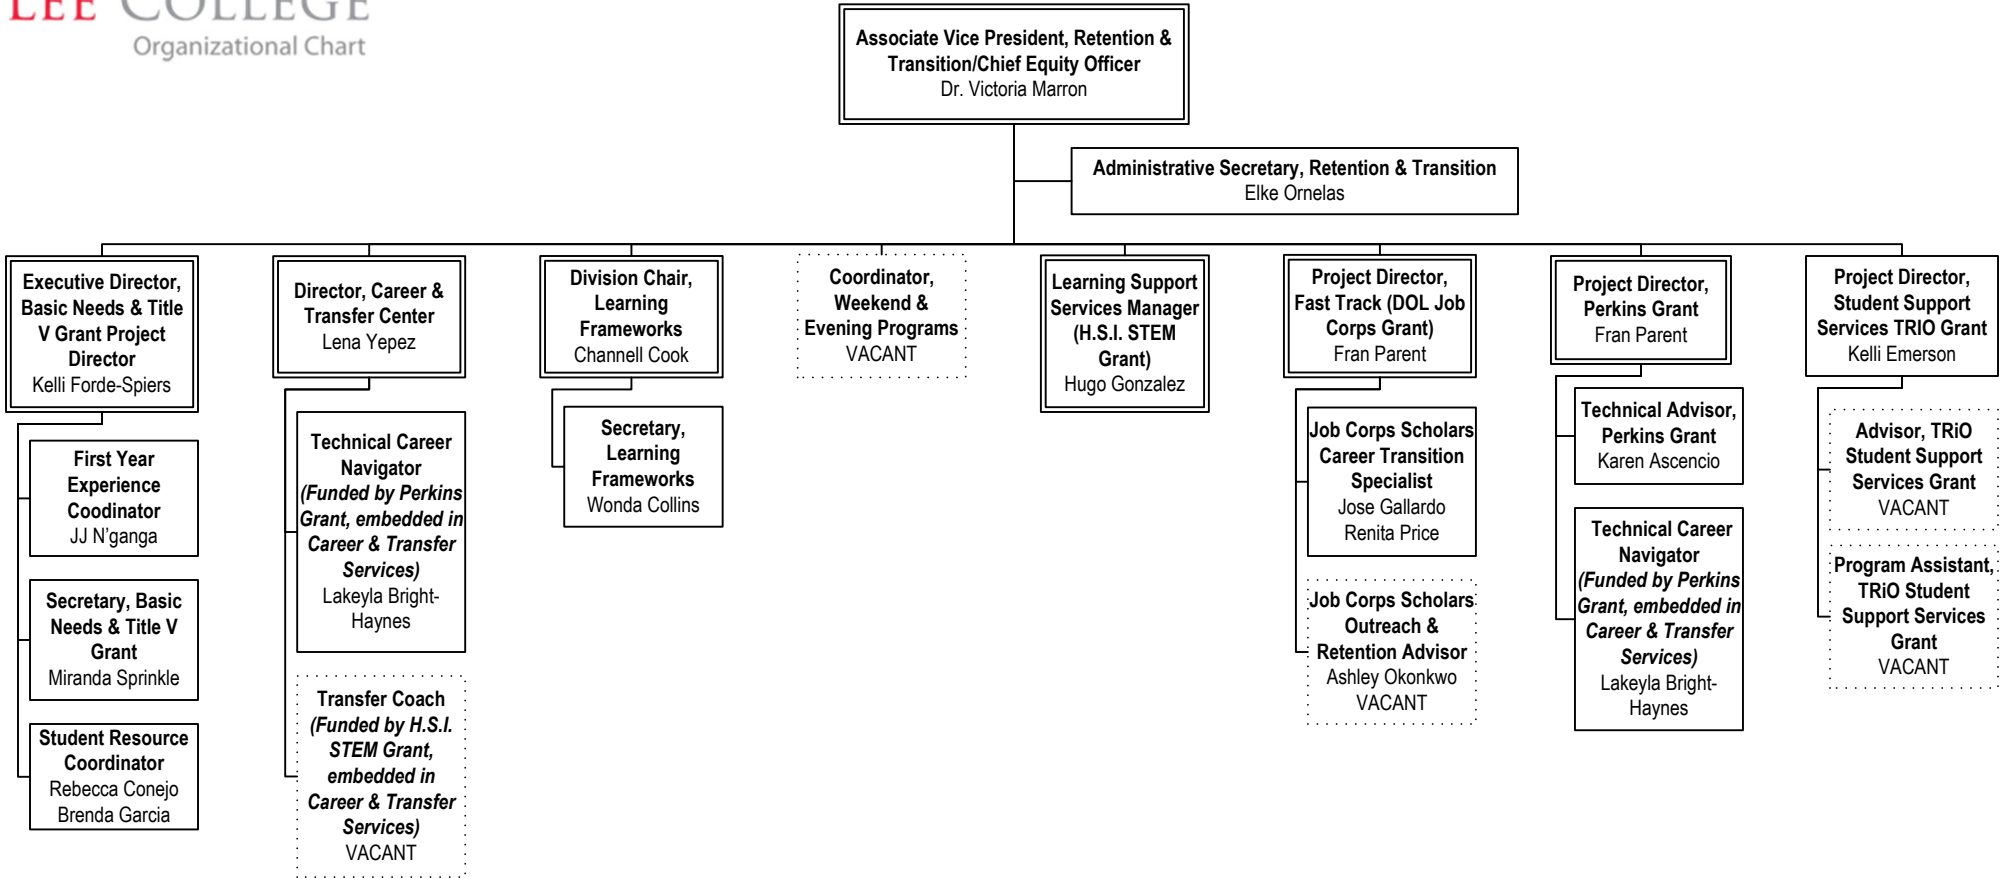 LEE COLLEGE
Organizational Chart
Associate Vice President, Retention &
Transition/Chief Equity Officer
Dr. Victoria Marron
Administrative Secretary, Retention & Transition
Elke Ornelas
Executive Director,
Basic Needs & Title
V Grant Project
Director
Kelli Forde-Spiers
First Year
Experience
Coodinator
JJ N'ganga
Secretary, Basic
Needs & Title V
Grant
Miranda Sprinkle
Student Resource
Coordinator
Rebecca Conejo
Brenda Garcia
Director, Career &
Transfer Center
Lena Yepez
Technical Career
Navigator
(Funded by Perkins
Grant, embedded in
Career & Transfer
Services)
Lakeyla Bright-
Haynes
Transfer Coach
(Funded by H.S.I.
STEM Grant,
embedded in
Career & Transfer
Services)
VACANT
Division Chair,
Learning
Frameworks
Channell Cook
Secretary,
Learning
Frameworks
Wonda Collins
Coordinator,
Weekend &
Evening Programs
VACANT
Learning Support
Services Manager
(H.S.I. STEM
Grant)
Hugo Gonzalez
Project Director,
Fast Track (DOL Job
Corps Grant)
Fran Parent
Job Corps Scholars
Career Transition
Specialist
Jose Gallardo
Renita Price
Job Corps Scholars
Outreach &
Retention Advisor
Ashley Okonkwo
VACANT
Project Director,
Perkins Grant
Fran Parent
Technical Advisor,
Perkins Grant
Karen Ascencio
Technical Career
Navigator
(Funded by Perkins
Grant, embedded in
Career & Transfer
Services)
Lakeyla Bright-
Haynes
Project Director,
Student Support
Services TRIO Grant
Kelli Emerson
Advisor, TRiO
Student Support
Services Grant
VACANT
Program Assistant,
TRiO Student
Support Services
Grant
VACANT